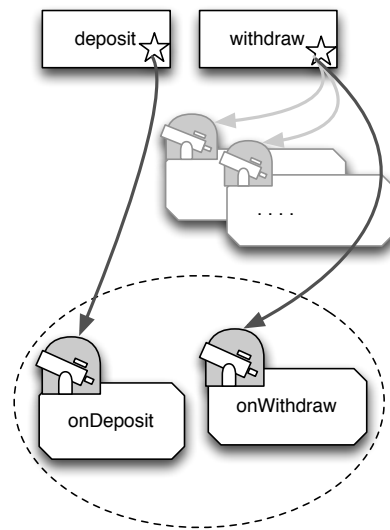 deposit
withdraw
. . . .
onDeposit
onWithdraw